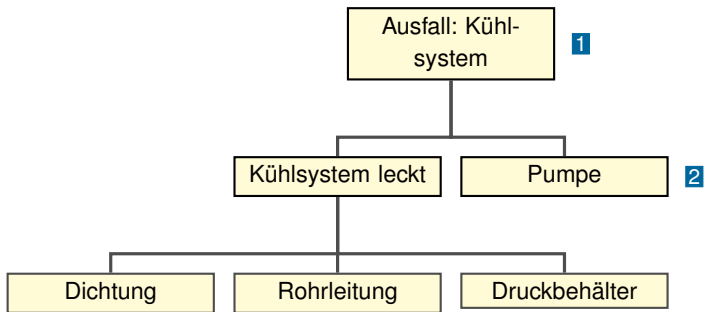 Ausfall: Kühl-
system
1
Kühlsystem leckt
Pumpe
2
Dichtung
Rohrleitung
Druckbehälter